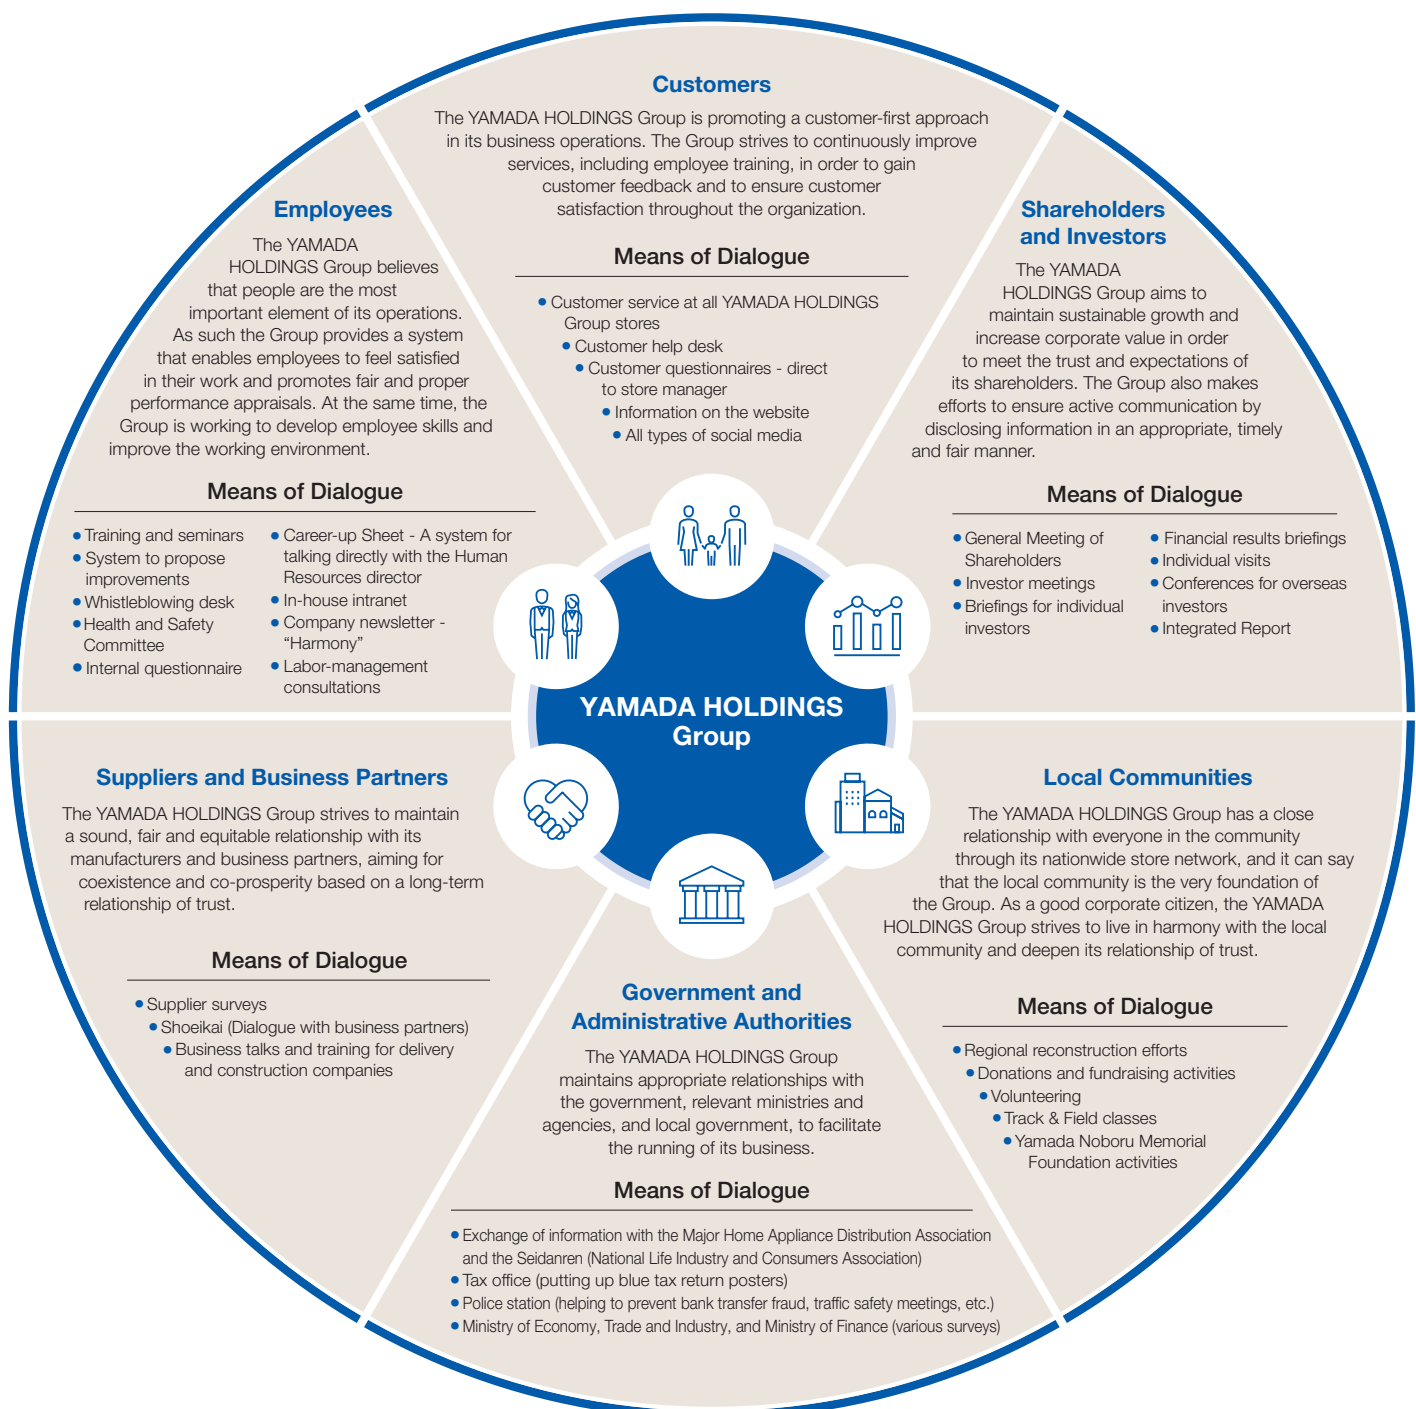 Customers
The YAMADA HOLDINGS Group is promoting a customer-first approach
in its business operations. The Group strives to continuously improve
services, including employee training, in order to gain
customer feedback and to ensure customer
satisfaction throughout the organization.
Means of Dialogue
• Customer service at all YAMADA HOLDINGS
Group stores
• Customer help desk
• Customer questionnaires - direct
to store manager
• Information on the website
• All types of social media
Employees
The YAMADA
HOLDINGS Group believes
that people are the most
important element of its operations.
As such the Group provides a system
that enables employees to feel satisfied
in their work and promotes fair and proper
performance appraisals. At the same time, the
Group is working to develop employee skills and
improve the working environment.
Means of Dialogue
• Training and seminars
• System to propose
improvements
• Whistleblowing desk
• Health and Safety
Committee
• Internal questionnaire
• Career-up Sheet - A system for
talking directly with the Human
Resources director
• In-house intranet
• Company newsletter -
“Harmony”
• Labor-management
consultations
Shareholders
and Investors
The YAMADA
HOLDINGS Group aims to
maintain sustainable growth and
increase corporate value in order
to meet the trust and expectations of
its shareholders. The Group also makes
efforts to ensure active communication by
disclosing information in an appropriate, timely
and fair manner.
Means of Dialogue
• General Meeting of
Shareholders
• Investor meetings
• Briefings for individual
investors
• Financial results briefings
• Individual visits
• Conferences for overseas
investors
• Integrated Report
YAMADA HOLDINGS
Group
Suppliers and Business Partners
The YAMADA HOLDINGS Group strives to maintain
a sound, fair and equitable relationship with its
manufacturers and business partners, aiming for
coexistence and co-prosperity based on a long-term
relationship of trust.
Means of Dialogue
• Supplier surveys
• Shoeikai (Dialogue with business partners)
• Business talks and training for delivery
and construction companies
Government and
Administrative Authorities
The YAMADA HOLDINGS Group
maintains appropriate relationships with
the government, relevant ministries and
agencies, and local government, to facilitate
the running of its business.
Means of Dialogue
• Exchange of information with the Major Home Appliance Distribution Association
and the Seidanren (National Life Industry and Consumers Association)
• Tax office (putting up blue tax return posters)
• Police station (helping to prevent bank transfer fraud, traffic safety meetings, etc.)
• Ministry of Economy, Trade and Industry, and Ministry of Finance (various surveys)
Local Communities
The YAMADA HOLDINGS Group has a close
relationship with everyone in the community
through its nationwide store network, and it can say
that the local community is the very foundation of
the Group. As a good corporate citizen, the YAMADA
HOLDINGS Group strives to live in harmony with the local
community and deepen its relationship of trust.
Means of Dialogue
• Regional reconstruction efforts
• Donations and fundraising activities
• Volunteering
• Track & Field classes
• Yamada Noboru Memorial
Foundation activities